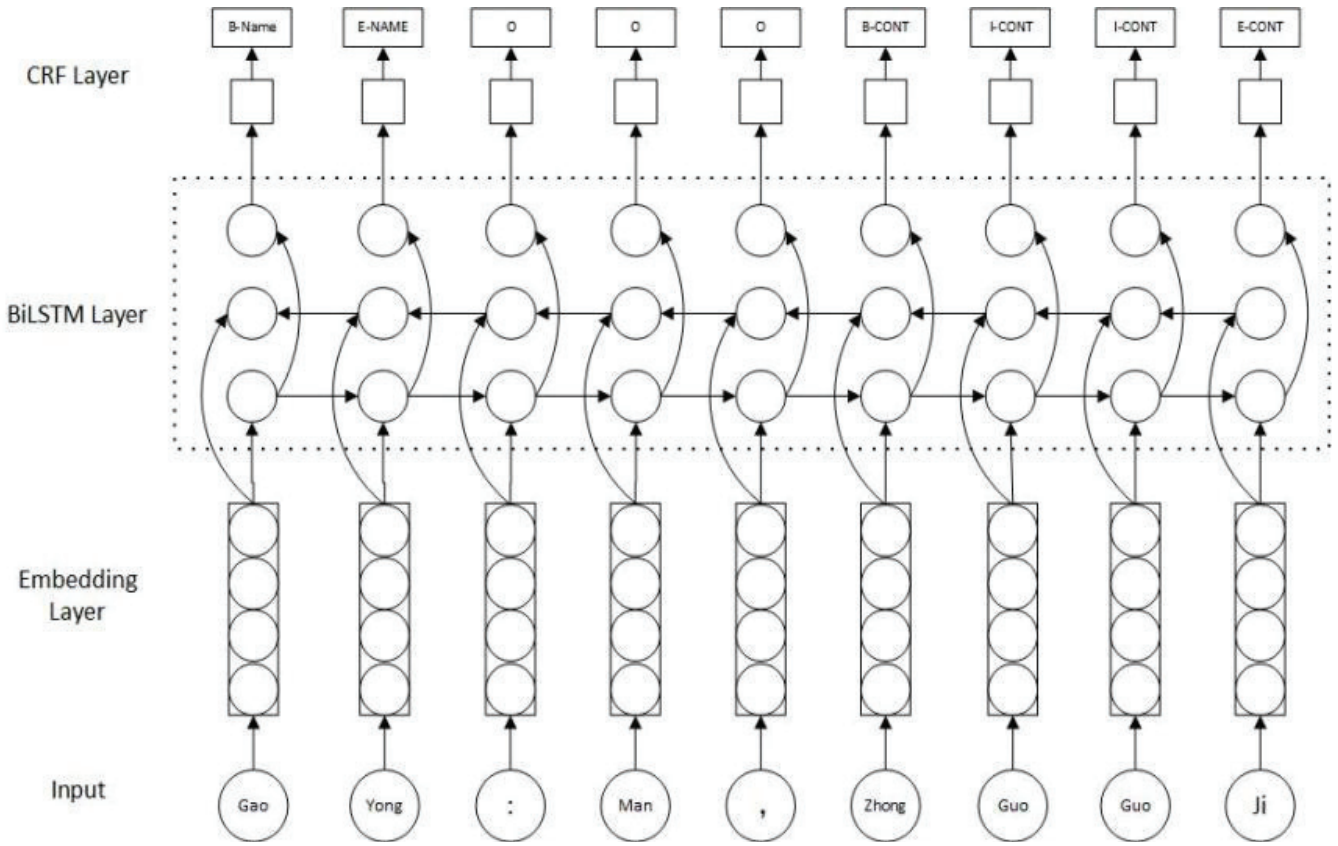 B-Name E-NAME O O O B-CONT I-CONT I-CONT E-CONT
CRF Layer
BiLSTM Layer
Embedding
Layer
Input
Gao Yong : Man , Zhong Guo Guo Ji